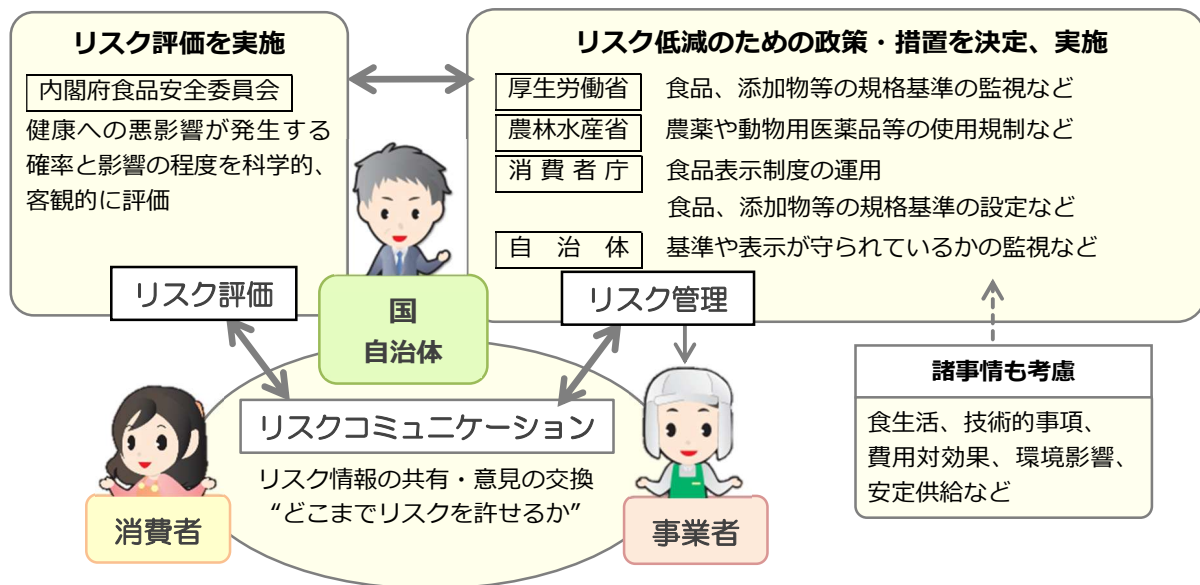 リスク評価を実施
内閣府食品安全委員会
健康への悪影響が発生する
確率と影響の程度を科学的、
客観的に評価
リスク評価
リスク低減のための政策・措置を決定、実施
厚生労働省 食品、添加物等の規格基準の監視など
農林水産省 農薬や動物用医薬品等の使用規制など
消費者庁 食品表示制度の運用
食品、添加物等の規格基準の設定など
自治体 基準や表示が守られているかの監視など
リスク管理
国
自治体
諸事情も考慮
食生活、技術的事項、
費用対効果、環境影響、
安定供給など
リスクコミュニケーション
リスク情報の共有・意見の交換
“どこまでリスクを許せるか”
消費者
事業者